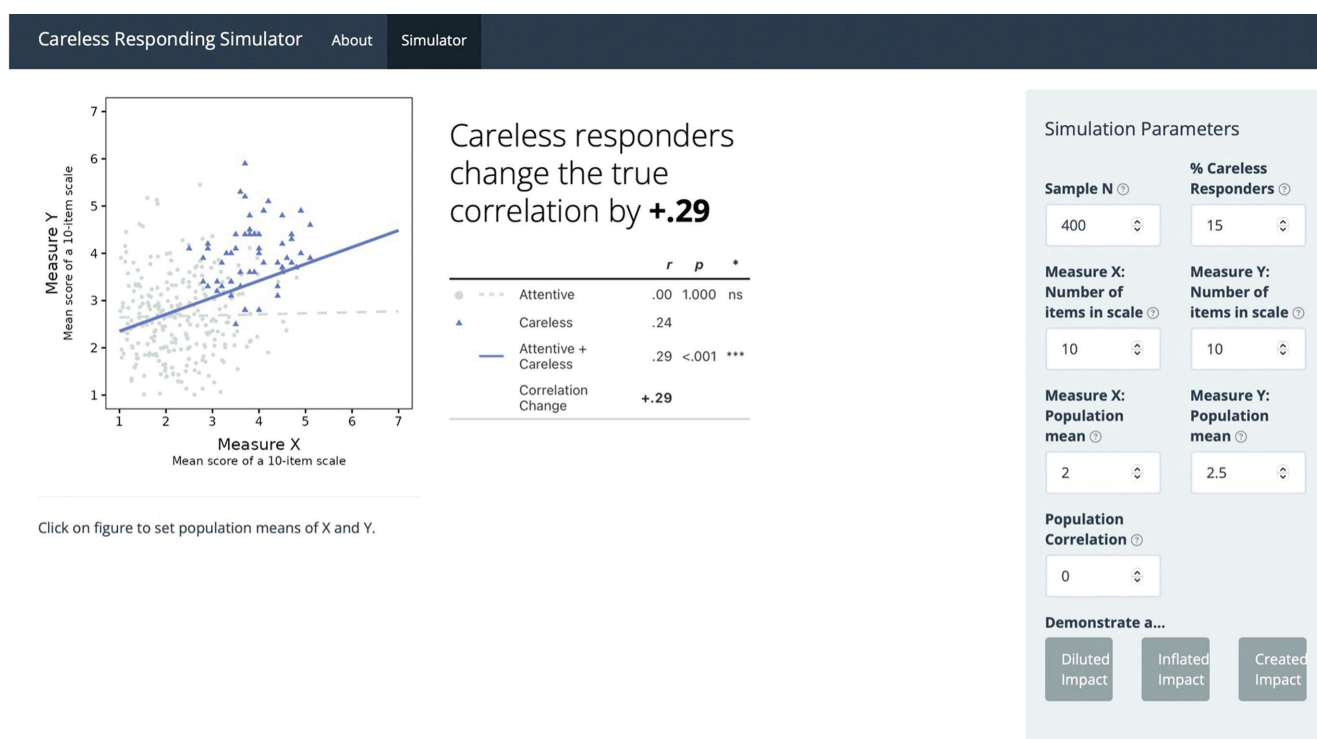 Careless Responding Simulator About Simulator
7
6
5
4
3
2
1
Measure Y
Mean score of a 10-item scale
1 2 3 4 5 6 7
Measure X
Mean score of a 10-item scale
Click on figure to set population means of X and Y.
Careless responders
change the true
correlation by +.29
r p *
Attentive .00 1.000 ns
Careless .24
Attentive +
Careless .29 <.001 ***
Correlation
Change +.29
Simulation Parameters
Sample N ?
400
% Careless
Responders ?
15
Measure X:
Number of
items in scale ?
10
Measure Y:
Number of
items in scale ?
10
Measure X:
Population
mean ?
2
Measure Y:
Population
mean ?
2.5
Population
Correlation ?
0
Demonstrate a...
Diluted
Impact
Inflated
Impact
Created
Impact